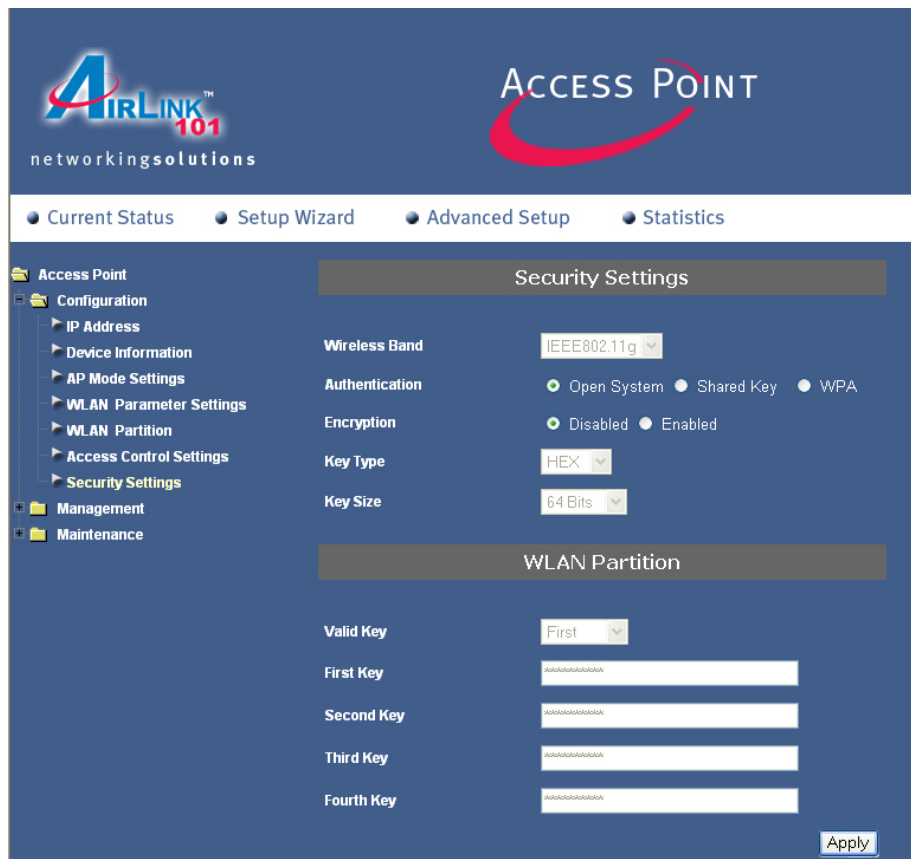 AIRLINK™
101
networkingsolutions
ACCESS POINT
Current Status Setup Wizard Advanced Setup Statistics
Access Point
Configuration
IP Address
Device Information
AP Mode Settings
WLAN Parameter Settings
WLAN Partition
Access Control Settings
Security Settings
Management
Maintenance
Security Settings
Wireless Band IEEE802.11g
Authentication Open System Shared Key WPA
Encryption Disabled Enabled
Key Type HEX
Key Size 64 Bits
WLAN Partition
Valid Key First
First Key **********
Second Key **********
Third Key **********
Fourth Key **********
Apply